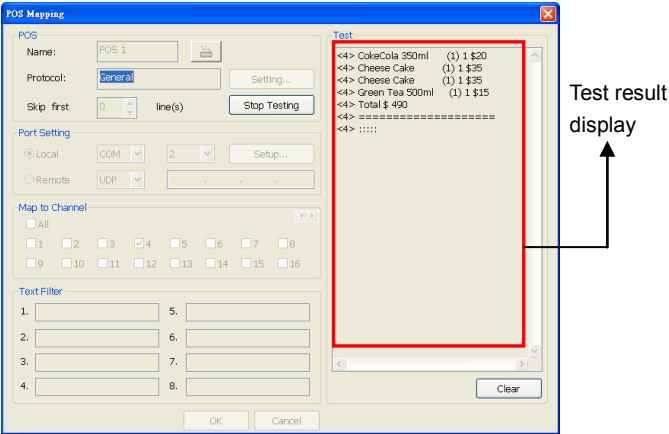 POS Mapping
POS
Name: POS 1
Protocol: General Setting...
Skip first 0 line(s) Stop Testing
Port Setting
Local COM 2 Setup...
Remote UDP . . .
Map to Channel
All
1 2 3 4 5 6 7 8
9 10 11 12 13 14 15 16
Text Filter
1. 5.
2. 6.
3. 7.
4. 8.
OK Cancel
Test
<4> CokeCola 350ml (1) 1 $20
<4> Cheese Cake (1) 1 $35
<4> Cheese Cake (1) 1 $35
<4> Green Tea 500ml (1) 1 $15
<4> Total $ 490
<4> =====================
<4> :::::
Clear
Test result
display